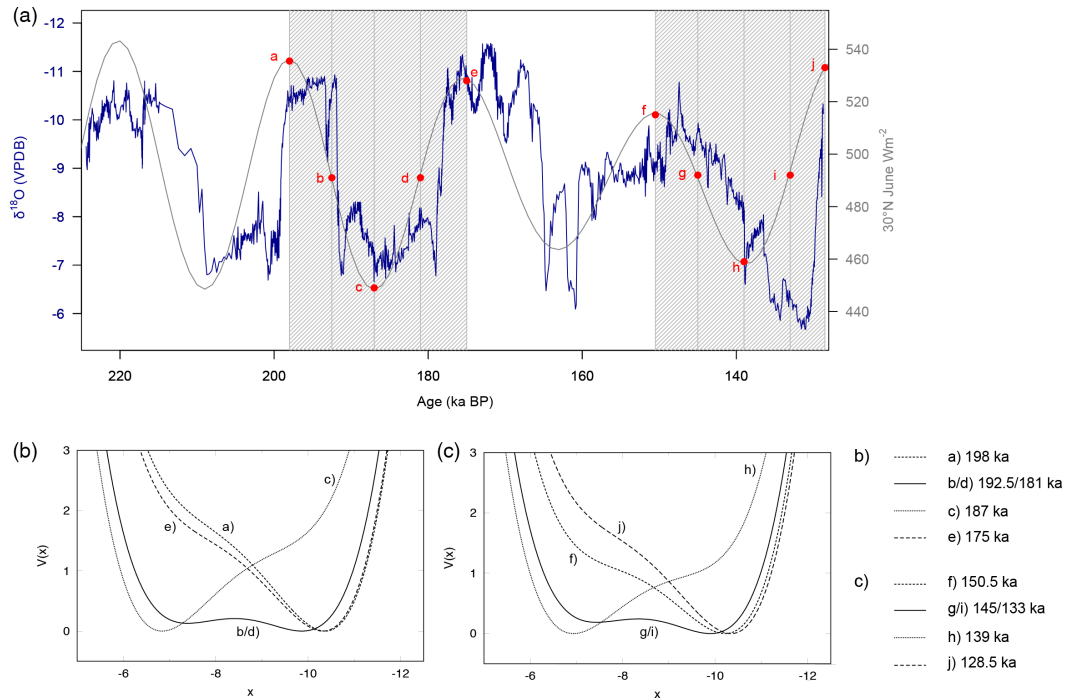 (a)
-12
-11
-10
-9
-8
-7
-6
δ18O (VPDB)
540
520
500
480
460
440
30°N June Wm-2
a
b
c
d
e
f
g
h
i
j
220
200
180
160
140
Age (ka BP)
(b)
3
2
1
0
V(x)
c)
a)
e)
b/d)
-6
-8
-10
-12
x
(c)
3
2
1
0
V(x)
h)
j)
f)
g/i)
-6
-8
-10
-12
x
b)
a) 198 ka
b/d) 192.5/181 ka
c) 187 ka
e) 175 ka
c)
f) 150.5 ka
g/i) 145/133 ka
h) 139 ka
j) 128.5 ka